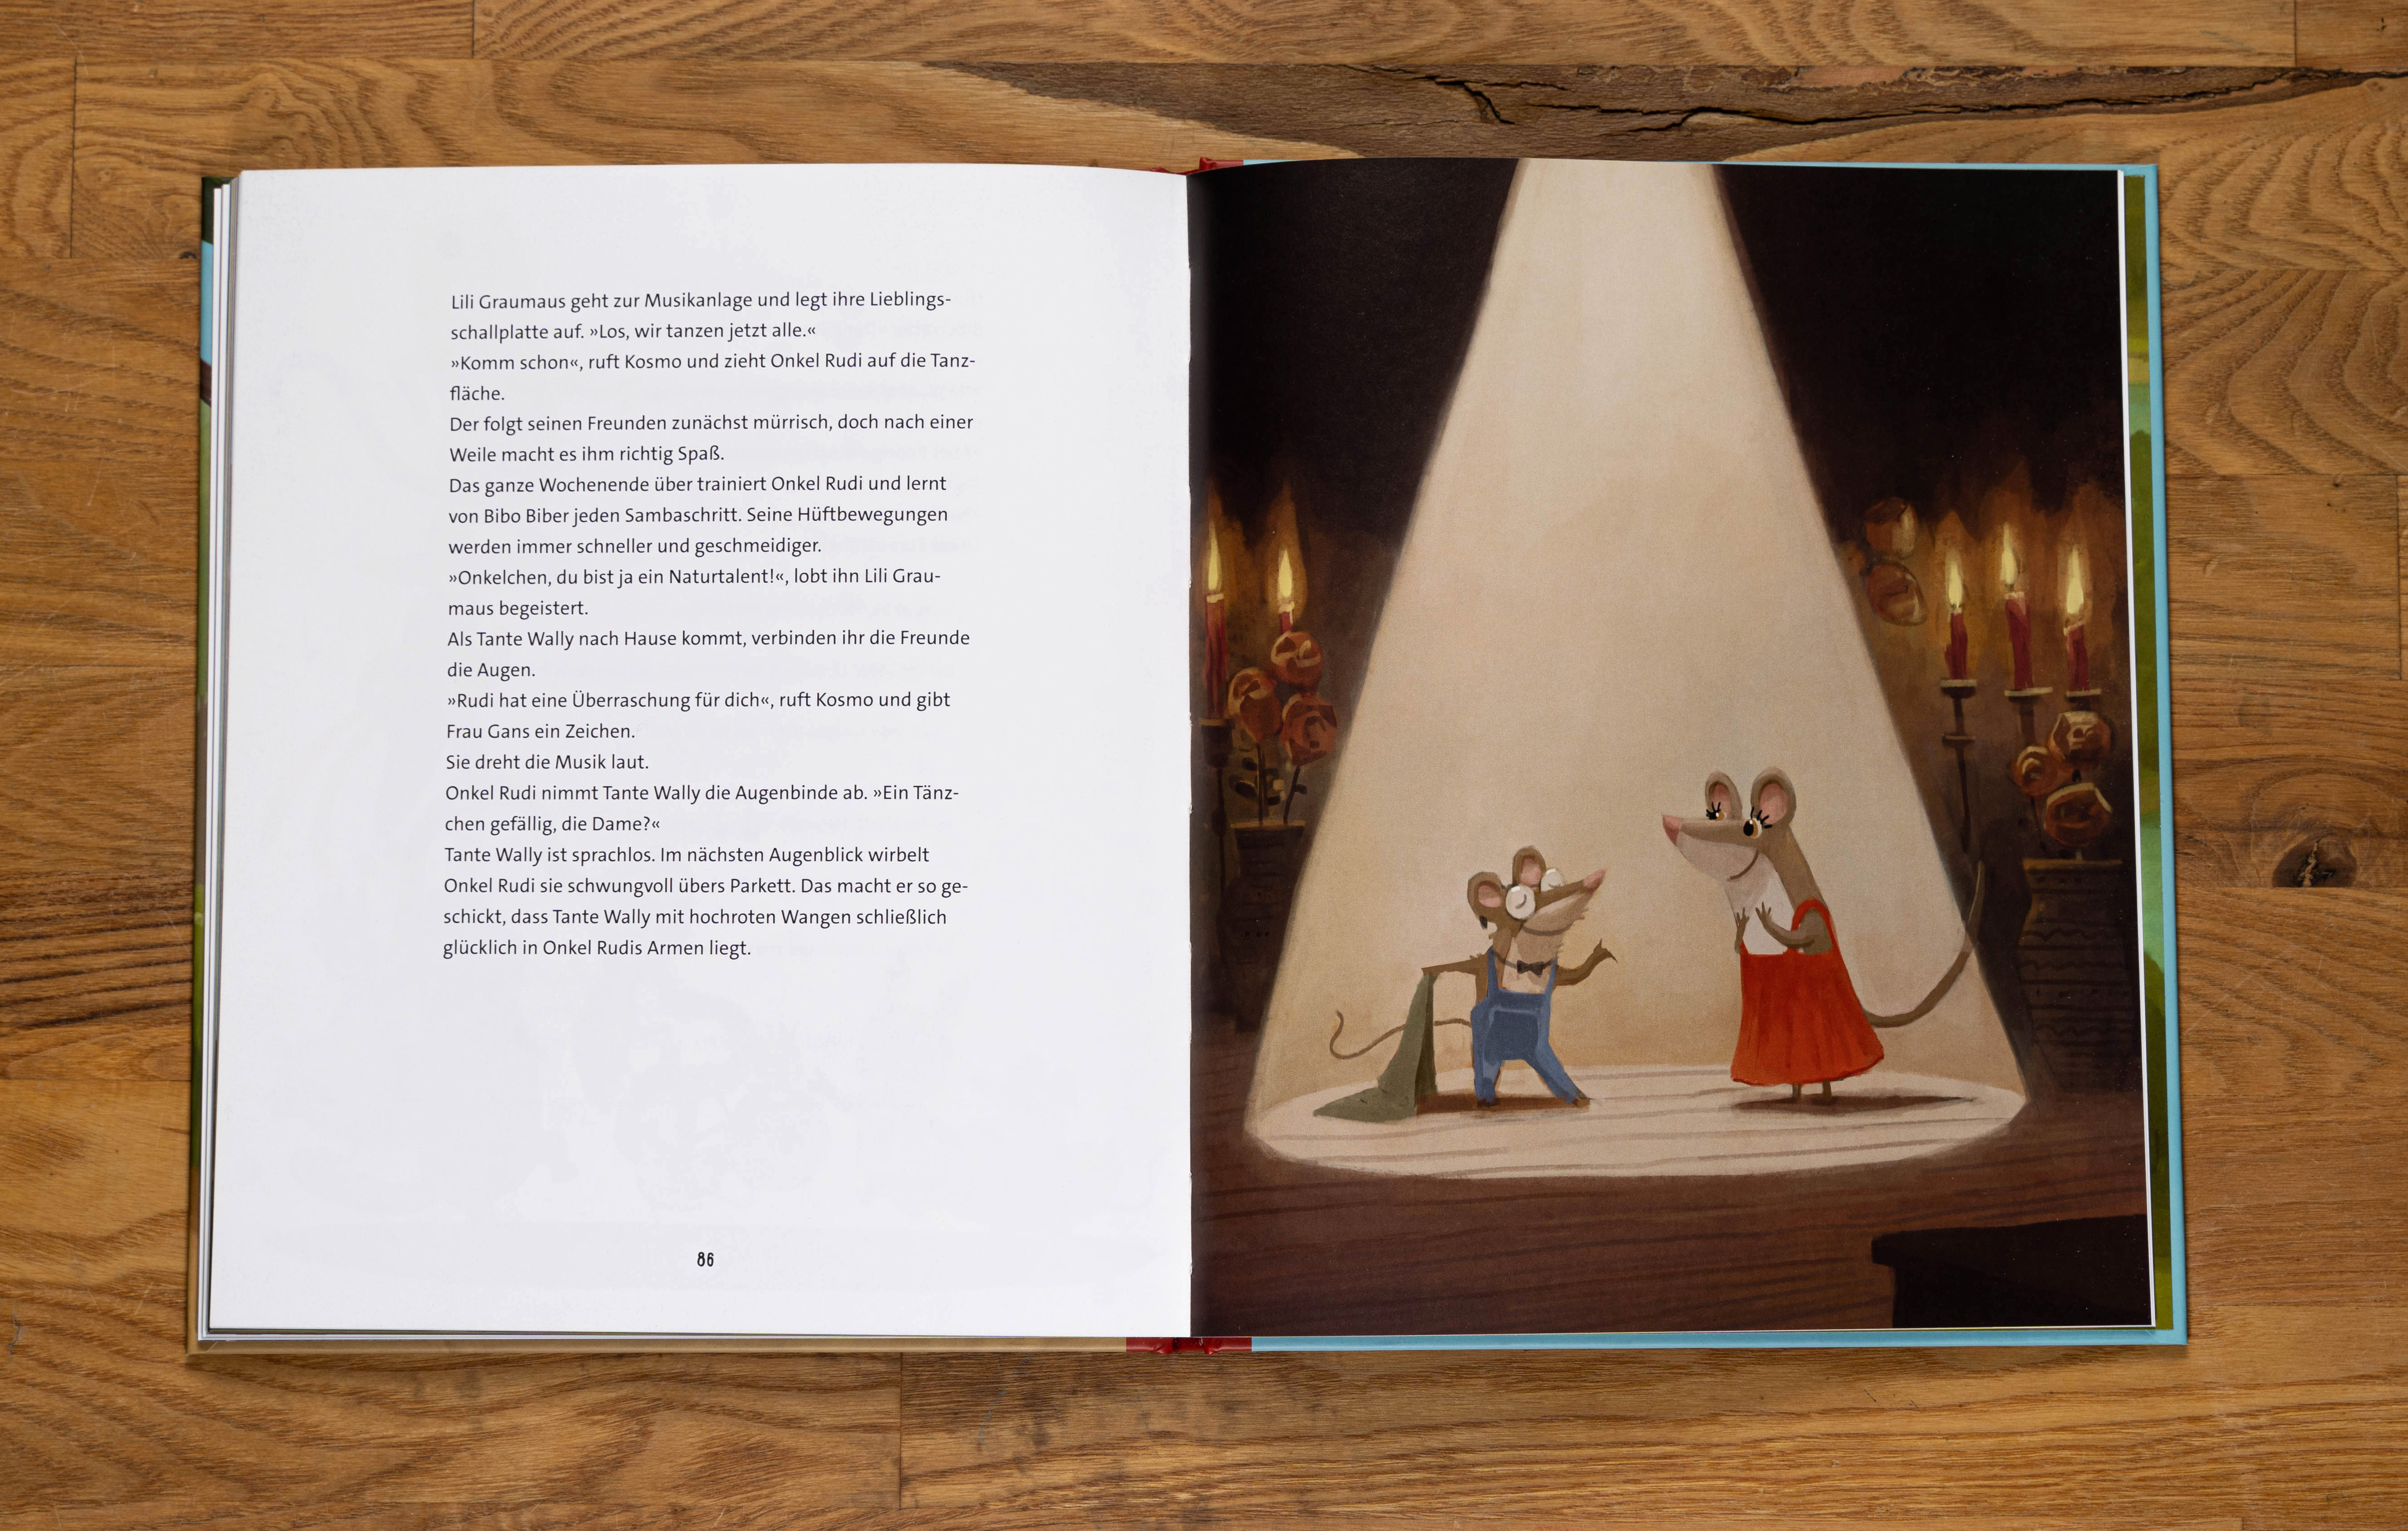 Lili Graumaus geht zur Musikanlage und legt ihre Lieblings-
schallplatte auf. »Los, wir tanzen jetzt alle.«
»Komm schon«, ruft Kosmo und zieht Onkel Rudi auf die Tanz-
fläche.
Der folgt seinen Freunden zunächst mürrisch, doch nach einer
Weile macht es ihm richtig Spaß.
Das ganze Wochenende über trainiert Onkel Rudi und lernt
von Bibo Biber jeden Sambaschritt. Seine Hüftbewegungen
werden immer schneller und geschmeidiger.
»Onkelchen, du bist ja ein Naturtalent!«, lobt ihn Lili Grau-
maus begeistert.
Als Tante Wally nach Hause kommt, verbinden ihr die Freunde
die Augen.
»Rudi hat eine Überraschung für dich«, ruft Kosmo und gibt
Frau Gans ein Zeichen.
Sie dreht die Musik laut.
Onkel Rudi nimmt Tante Wally die Augenbinde ab. »Ein Tänz-
chen gefällig, die Dame?«
Tante Wally ist sprachlos. Im nächsten Augenblick wirbelt
Onkel Rudi sie schwungvoll übers Parkett. Das macht er so ge-
schickt, dass Tante Wally mit hochroten Wangen schließlich
glücklich in Onkel Rudis Armen liegt.
86